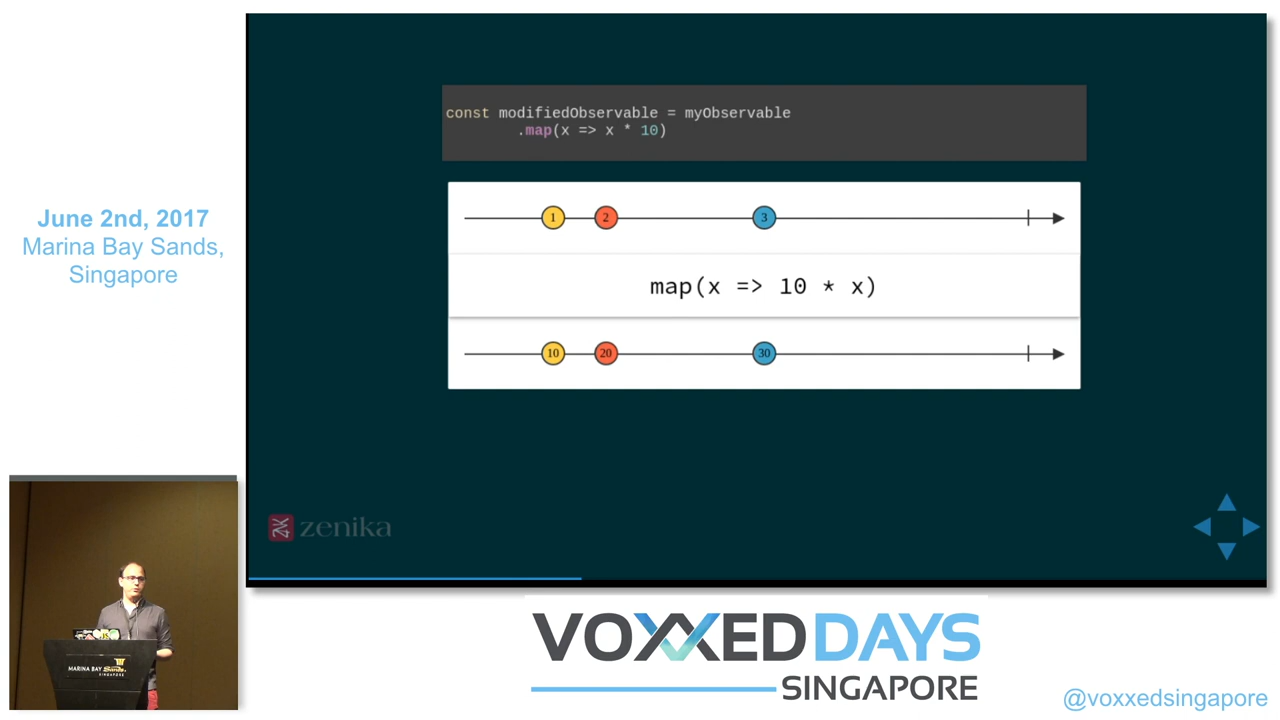 const modifiedObservable = myObservable
.map(x => x * 10)
1 2 3
map(x => 10 * x)
10 20 30
June 2nd, 2017
Marina Bay Sands,
Singapore
zenika
MARINA BAY Sands
SINGAPORE
VOXXED DAYS
SINGAPORE
@voxxedsingapore